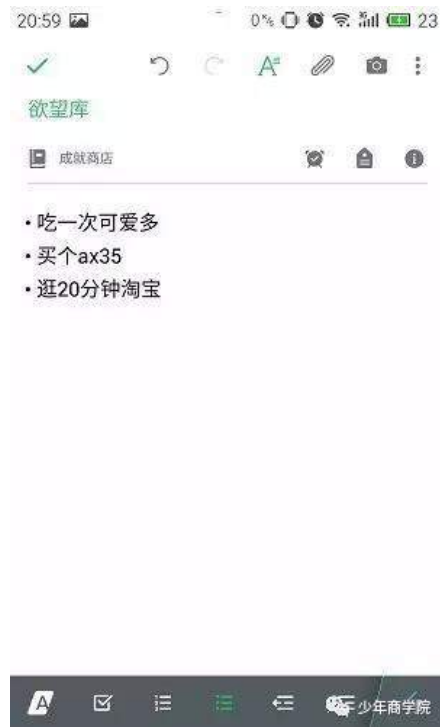 20:59 0% 23
欲望库
成就商店
• 吃一次可爱多
• 买个ax35
• 逛20分钟淘宝
少年商学院